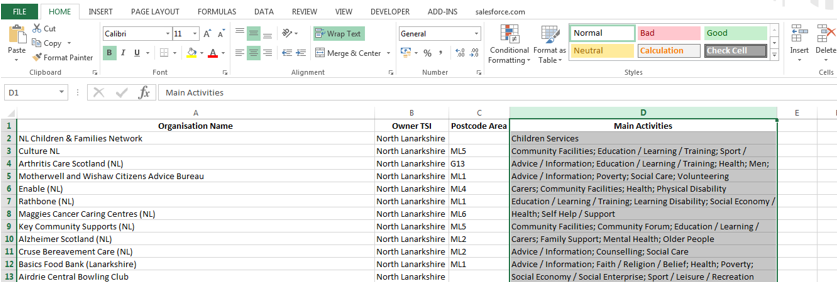 FILE HOME INSERT PAGE LAYOUT FORMULAS DATA REVIEW VIEW DEVELOPER ADD-INS salesforce.com
Paste
Cut
Copy
Format Painter
Clipboard
Calibri 11 A A
B I U A
Font
Wrap Text
Merge & Center
Alignment
General
% , .0 .00 .00 .0
Number
Conditional Formatting
Format as Table
Normal Bad Good
Neutral Calculation Check Cell
Styles
Insert Delete
Cells
D1 fx Main Activities
A B C D E F
1 Organisation Name Owner TSI Postcode Area Main Activities
2 NL Children & Families Network North Lanarkshire Children Services
3 Culture NL North Lanarkshire ML5 Community Facilities; Education / Learning / Training; Sport /
4 Arthritis Care Scotland (NL) North Lanarkshire G13 Advice / Information; Education / Learning / Training; Health; Men;
5 Motherwell and Wishaw Citizens Advice Bureau North Lanarkshire ML1 Advice / Information; Poverty; Social Care; Volunteering
6 Enable (NL) North Lanarkshire ML4 Carers; Community Facilities; Health; Physical Disability
7 Rathbone (NL) North Lanarkshire ML1 Education / Learning / Training; Learning Disability; Social Economy /
8 Maggies Cancer Caring Centres (NL) North Lanarkshire ML6 Health; Self Help / Support
9 Key Community Supports (NL) North Lanarkshire ML5 Community Facilities; Community Forum; Education / Learning /
10 Alzheimer Scotland (NL) North Lanarkshire ML2 Carers; Family Support; Mental Health; Older People
11 Cruse Bereavement Care (NL) North Lanarkshire ML2 Advice / Information; Counselling; Social Care
12 Basics Food Bank (Lanarkshire) North Lanarkshire ML1 Advice / Information; Faith / Religion / Belief; Health; Poverty;
13 Airdrie Central Bowling Club North Lanarkshire Social Economy / Social Enterprise; Sport / Leisure / Recreation